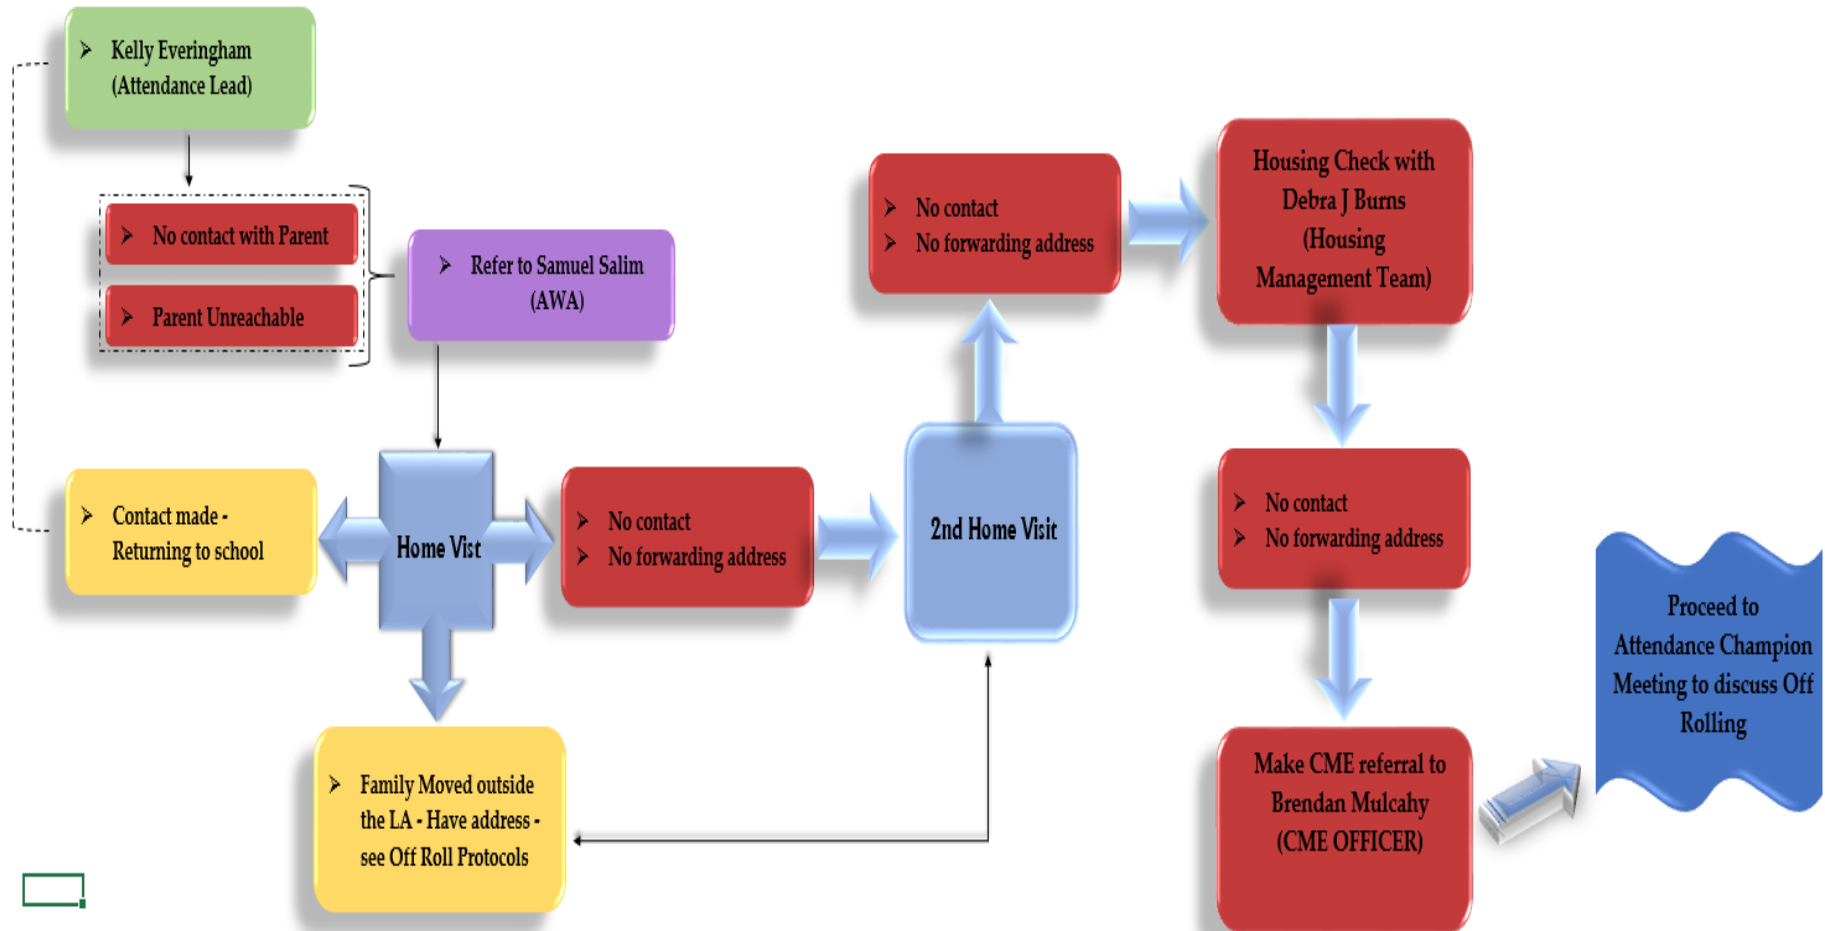 Kelly Everingham
(Attendance Lead)
No contact with Parent
Parent Unreachable
Refer to Samuel Salim
(AWA)
Home Vist
Contact made -
Returning to school
No contact
No forwarding address
Family Moved outside
the LA - Have address -
see Off Roll Protocols
2nd Home Visit
No contact
No forwarding address
Housing Check with
Debra J Burns
(Housing
Management Team)
No contact
No forwarding address
Make CME referral to
Brendan Mulcahy
(CME OFFICER)
Proceed to
Attendance Champion
Meeting to discuss Off
Rolling